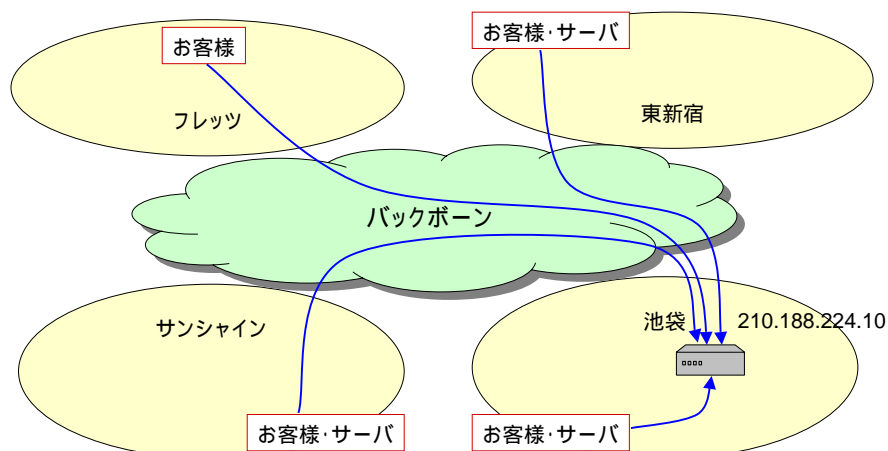 お客様
お客様・サーバ
フレッツ
東新宿
バックボーン
サンシャイン
池袋
210.188.224.10
お客様・サーバ
お客様・サーバ